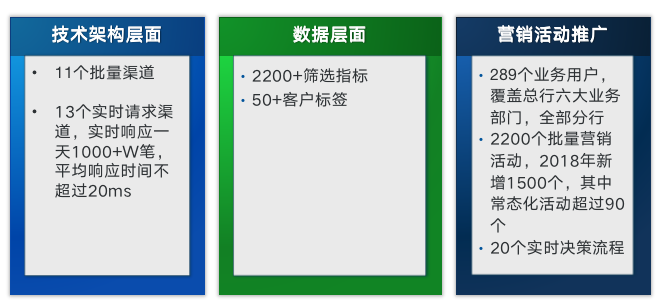 技术架构层面
• 11个批量渠道
• 13个实时请求渠
道，实时响应一
天1000+W笔，
平均响应时间不
超过20ms
数据层面
• 2200+筛选指标
• 50+客户标签
营销活动推广
• 289个业务用户，
覆盖总行六大业务
部门，全部分行
• 2200个批量营销
活动，2018年新
增1500个，其中
常态化活动超过90
个
• 20个实时决策流程